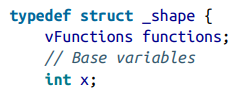 typedef struct _shape {
    vFunctions functions;
    // Base variables
    int x;